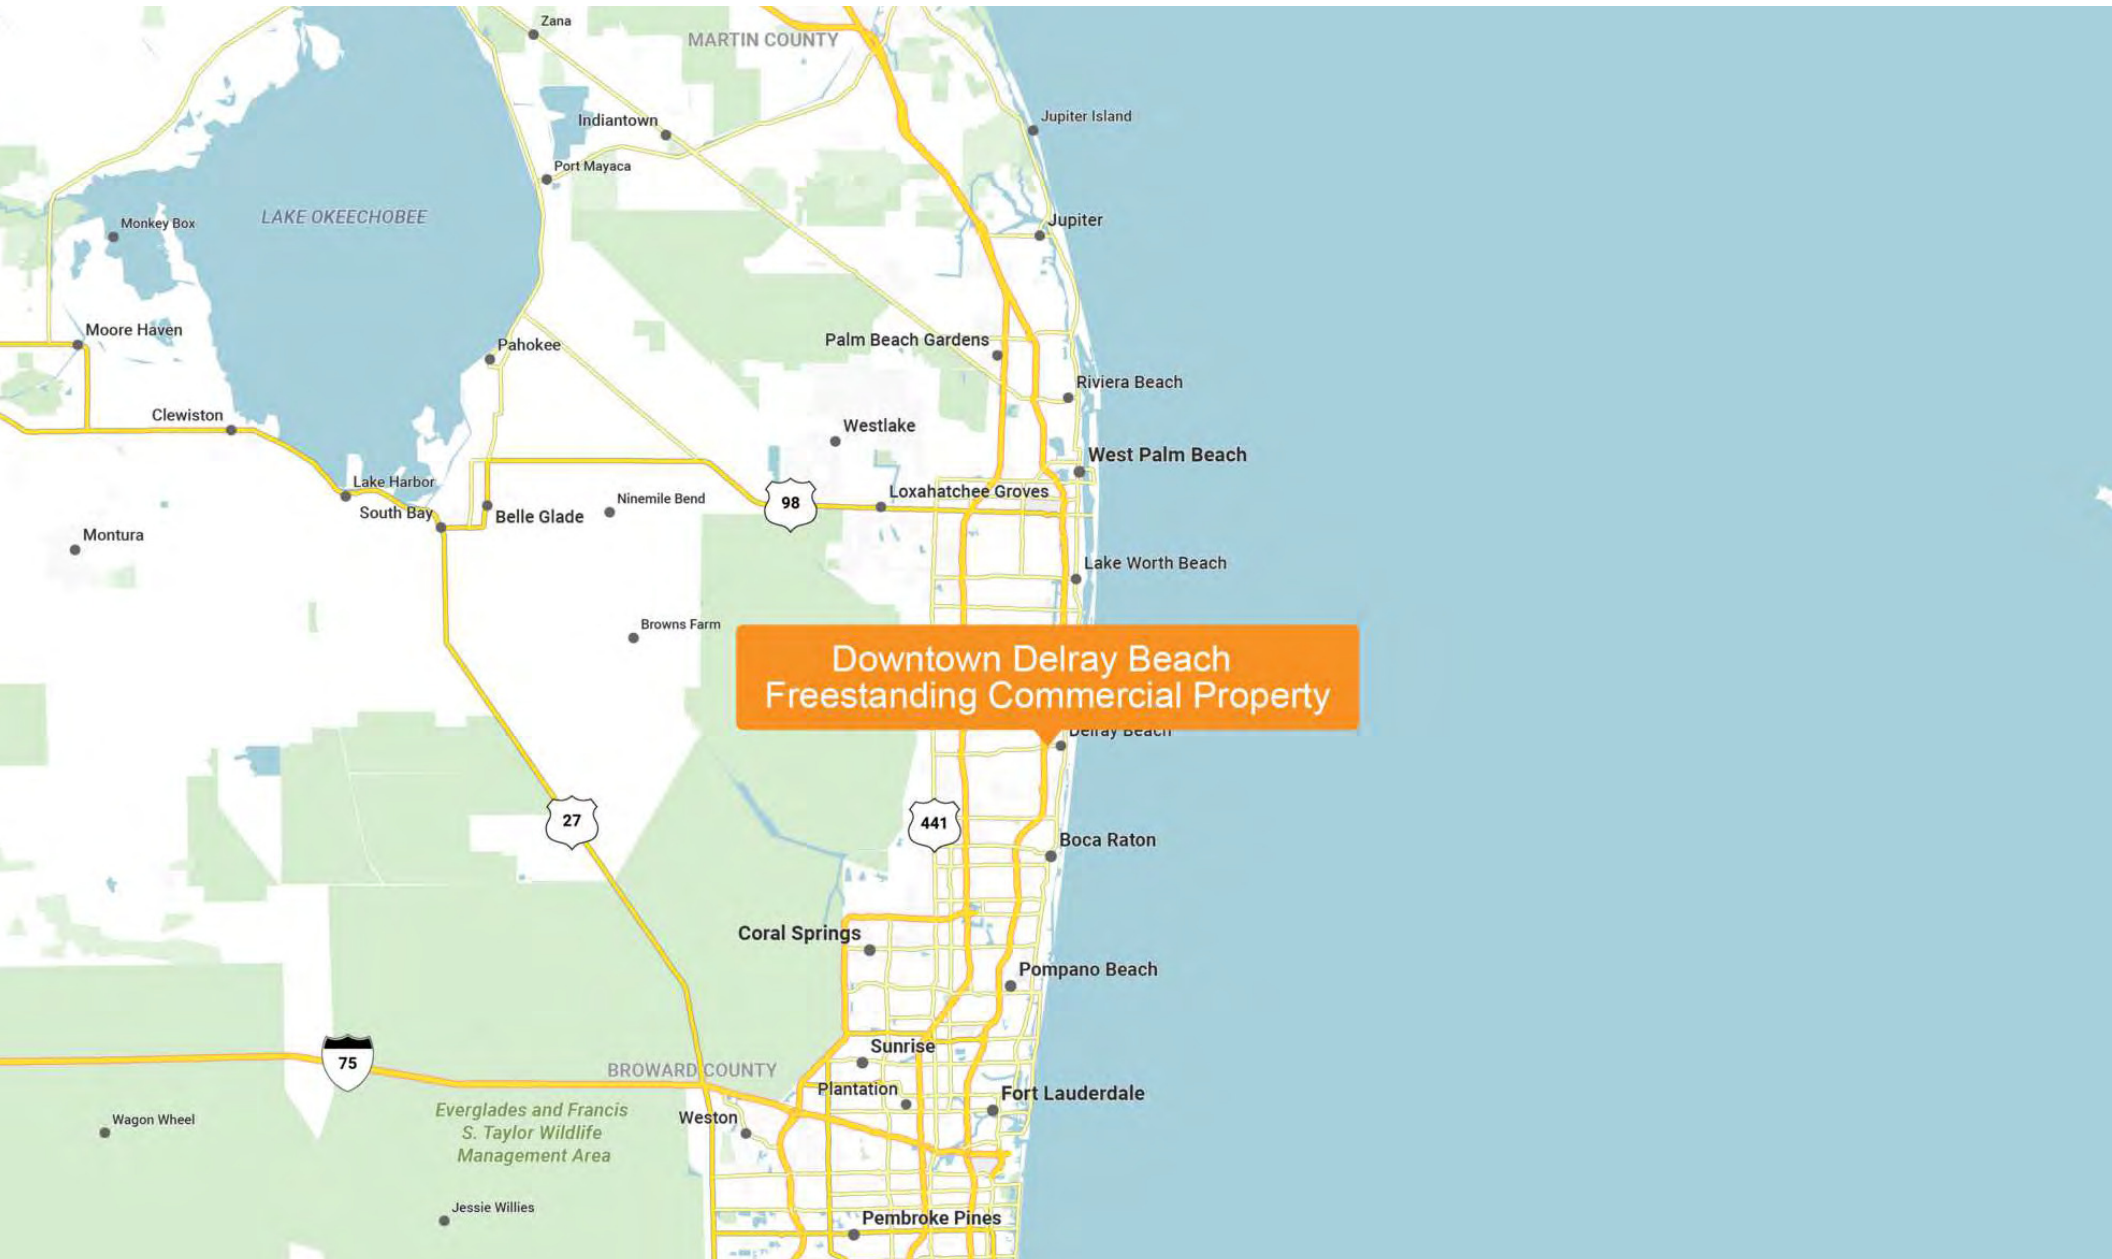 Zana
MARTIN COUNTY
Jupiter Island
Indiantown
Port Mayaca
LAKE OKEECHOBEE
Monkey Box
Jupiter
Moore Haven
Pahokee
Palm Beach Gardens
Riviera Beach
Clewiston
Westlake
West Palm Beach
Lake Harbor
Loxahatchee Groves
98
Ninemile Bend
South Bay
Belle Glade
Montura
Lake Worth Beach
Browns Farm
Downtown Delray Beach
Freestanding Commercial Property
Delray Beach
27
441
Boca Raton
Coral Springs
Pompano Beach
Sunrise
75
BROWARD COUNTY
Plantation
Fort Lauderdale
Everglades and Francis
S. Taylor Wildlife
Management Area
Weston
Wagon Wheel
Jessie Willies
Pembroke Pines